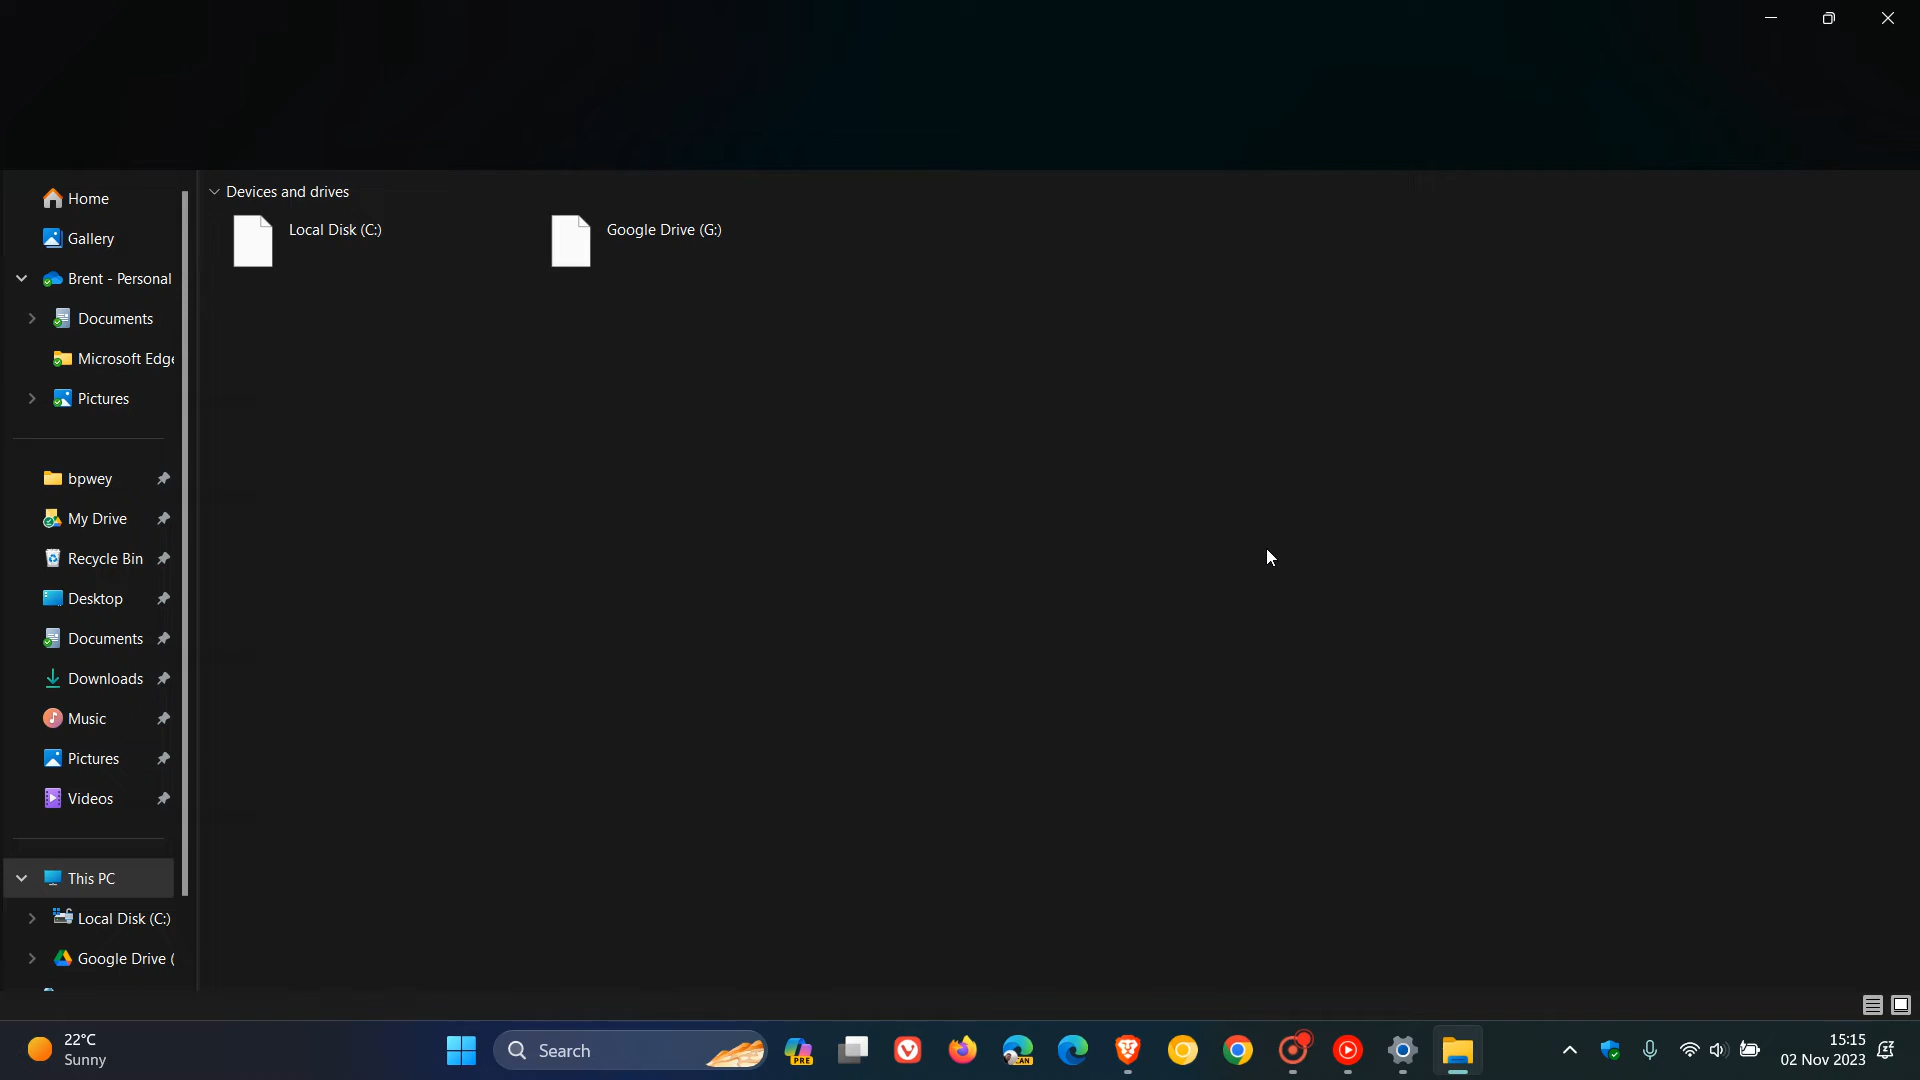 Home
Gallery
Brent - Personal
Documents
Microsoft Edge
Pictures
bpwey
My Drive
Recycle Bin
Desktop
Documents
Downloads
Music
Pictures
Videos
This PC
Local Disk (C:)
Google Drive (
Devices and drives
Local Disk (C:)
Google Drive (G:)
22°C
Sunny
Search
PRE
CAN
15:15
02 Nov 2023